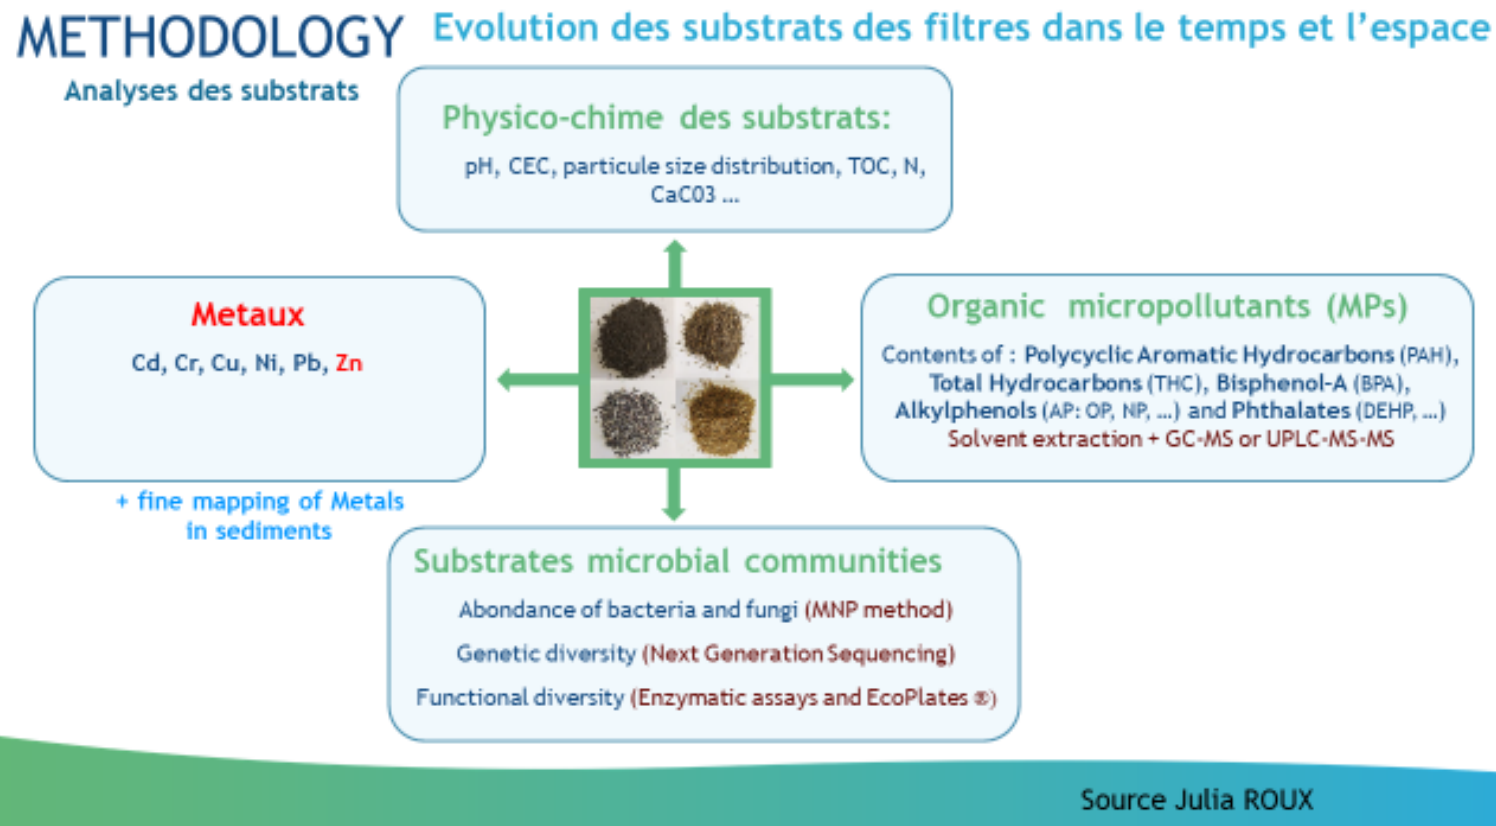 METHODOLOGY
Evolution des substrats des filtres dans le temps et l'espace
Analyses des substrats
Physico-chime des substrats:
pH, CEC, particule size distribution, TOC, N,
CaC03 ...
Metaux
Cd, Cr, Cu, Ni, Pb, Zn
+ fine mapping of Metals
in sediments
Organic micropollutants (MPs)
Contents of : Polycyclic Aromatic Hydrocarbons (PAH),
Total Hydrocarbons (THC), Bisphenol-A (BPA),
Alkylphenols (AP: OP, NP, ...) and Phthalates (DEHP, ...)
Solvent extraction + GC-MS or UPLC-MS-MS
Substrates microbial communities
Abondance of bacteria and fungi (MNP method)
Genetic diversity (Next Generation Sequencing)
Functional diversity (Enzymatic assays and EcoPlates ®)
Source Julia ROUX